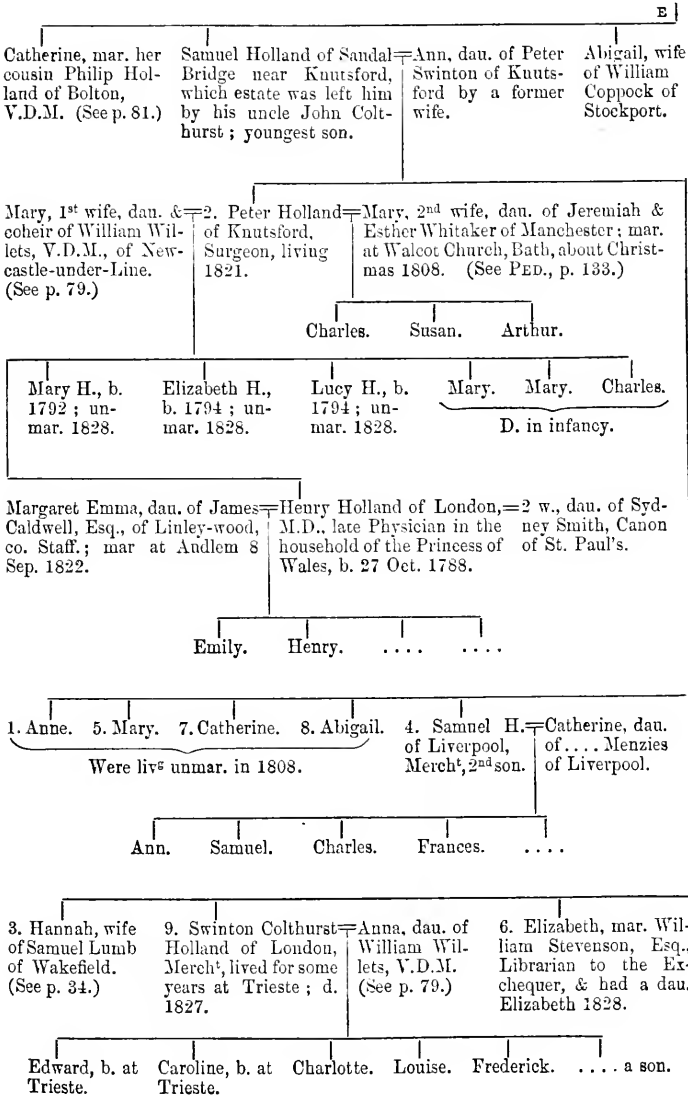 E
Catherine, mar. her
cousin Philip Hol-
land of Bolton,
V.D.M. (See p. 81.)
Samuel Holland of Sandal
Bridge near Knutsford,
which estate was left him
by his uncle John Colt-
hurst ; youngest son.
Ann, dau. of Peter
Swinton of Knuts-
ford by a former
wife.
Abigail, wife
of William
Coppock of
Stockport.
Mary, 1st wife, dau. &
coheir of William Wil-
lets, V.D.M., of New-
castle-under-Line.
(See p. 79.)
2. Peter Holland
of Knutsford,
Surgeon, living
1821.
Mary, 2nd wife, dau. of Jeremiah &
Esther Whitaker of Manchester ; mar.
at Walcot Church, Bath, about Christ-
mas 1808. (See PED., p. 133.)
Charles. Susan. Arthur.
Mary H., b.
1792 ; un-
mar. 1828.
Elizabeth H.,
b. 1794 ; un-
mar. 1828.
Lucy H., b.
1794 ; un-
mar. 1828.
Mary. Mary. Charles.
D. in infancy.
Margaret Emma, dau. of James
Caldwell, Esq., of Linley-wood,
co. Staff. ; mar at Audlem 8
Sep. 1822.
Henry Holland of London,
M.D., late Physician in the
household of the Princess of
Wales, b. 27 Oct. 1788.
2 w., dau. of Syd-
ney Smith, Canon
of St. Paul's.
Emily. Henry. . . . . . . . .
1. Anne. 5. Mary. 7. Catherine. 8. Abigail.
Were livg unmar. in 1808.
4. Samuel H.
of Liverpool,
Mercht, 2nd son.
Catherine, dau.
of . . . . Menzies
of Liverpool.
Ann. Samuel. Charles. Frances. . . . .
3. Hannah, wife
of Samuel Lumb
of Wakefield.
(See p. 34.)
9. Swinton Colthurst
Holland of London,
Mercht, lived for some
years at Trieste ; d.
1827.
Anna, dau. of
William Wil-
lets, V.D.M.
(See p. 79.)
6. Elizabeth, mar. Wil-
liam Stevenson, Esq.,
Librarian to the Ex-
chequer, & had a dau.
Elizabeth 1828.
Edward, b. at
Trieste.
Caroline, b. at
Trieste.
Charlotte. Louise. Frederick. . . . . a son.